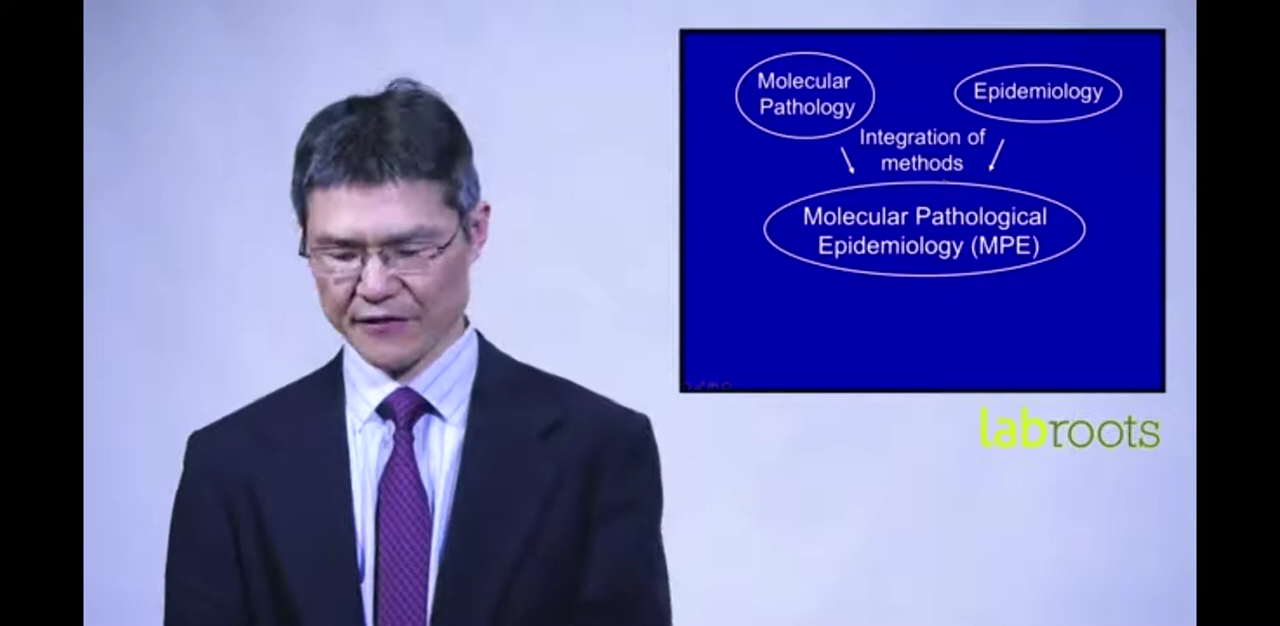 Molecular
Pathology
Epidemiology
Integration of
methods
Molecular Pathological
Epidemiology (MPE)
labroots